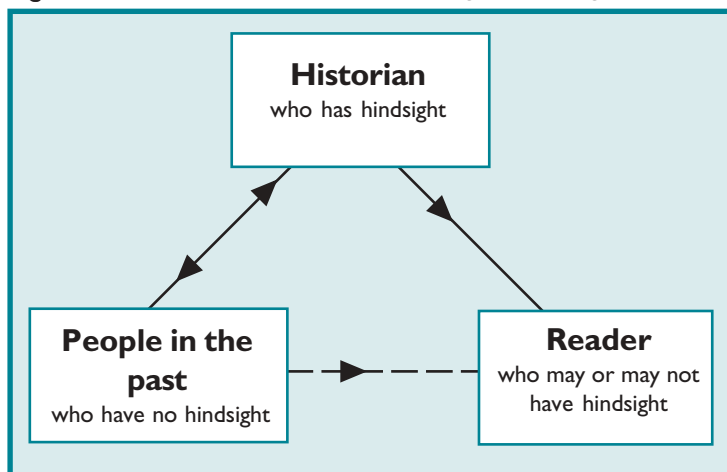 Historian
who has hindsight
People in the
past
who have no hindsight
Reader
who may or may not
have hindsight